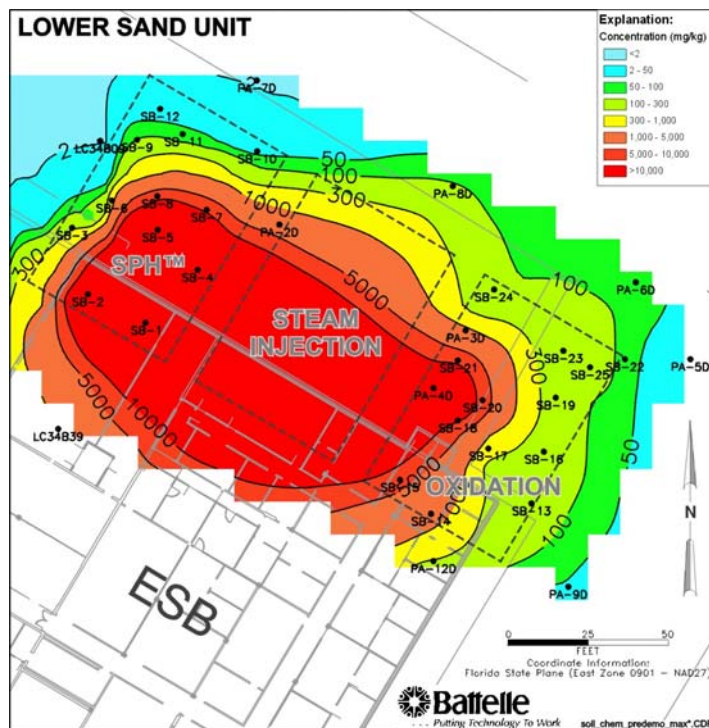 LOWER SAND UNIT
Explanation:
Concentration (mg/kg)
<2
2 - 50
50 - 100
100 - 300
300 - 1,000
1,000 - 5,000
5,000 - 10,000
>10,000
PA-7D
SB-12
2
LC34B09
SB-9
SB-11
SB-10
50
100
300
PA-8D
SB-6
SB-8
SB-7
1000
PA-2D
SB-3
SB-5
300
SPH™
SB-4
5000
100
PA-6D
SB-24
SB-2
SB-1
STEAM
INJECTION
PA-3D
300
SB-23
SB-22
PA-5D
SB-21
SB-25
PA-4D
SB-20
SB-19
5000
10000
LC34B39
SB-17
SB-16
50
SB-15
5000
OXIDATION
SB-13
SB-14
100
PA-12D
PA-9D
ESB
N
0 25 50
FEET
Coordinate Information:
Florida State Plane (East Zone 0901 - NAD27)
Battelle
Putting Technology To Work